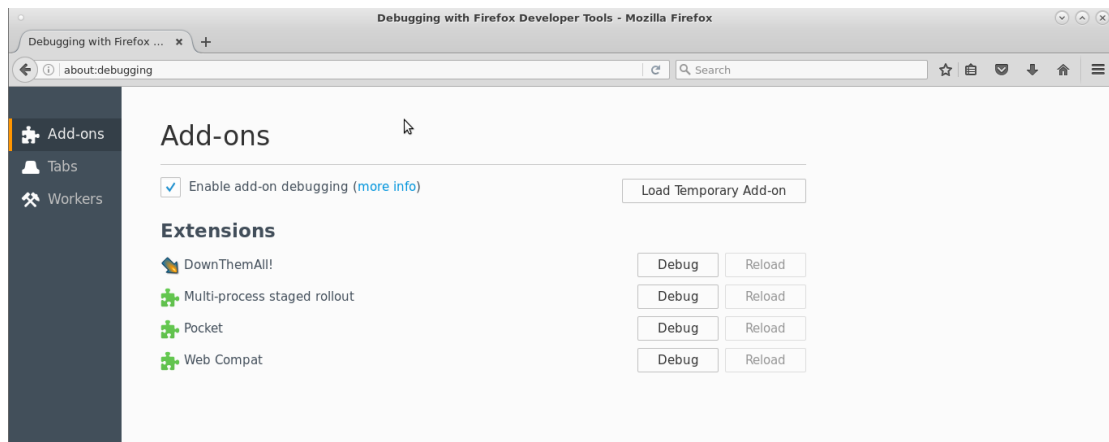 Debugging with Firefox Developer Tools - Mozilla Firefox
Debugging with Firefox ...
about:debugging
Search
Add-ons
Tabs
Workers
Add-ons
Enable add-on debugging (more info)
Load Temporary Add-on
Extensions
DownThemAll! Debug Reload
Multi-process staged rollout Debug Reload
Pocket Debug Reload
Web Compat Debug Reload